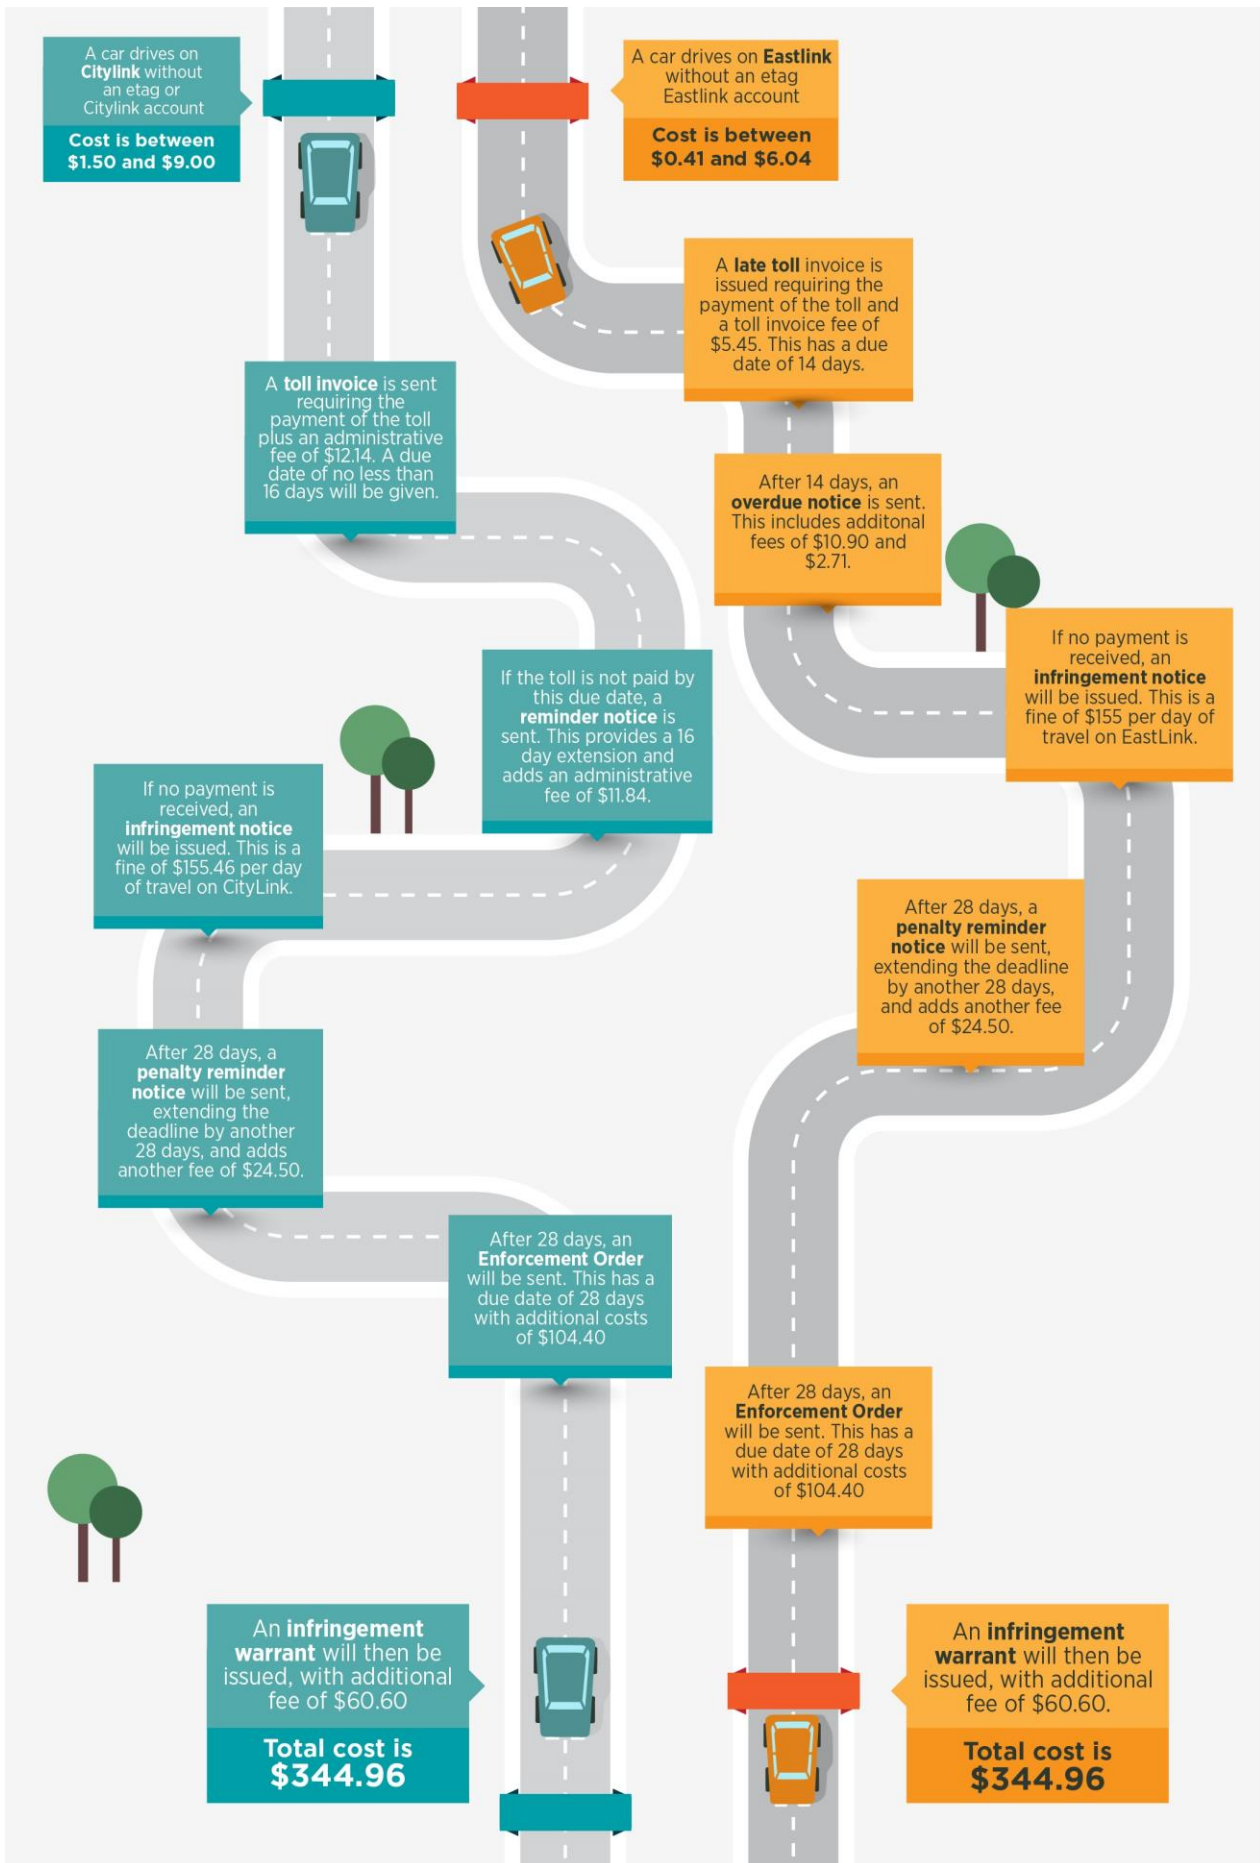 A car drives on
Citylink without
an etag or
Citylink account
Cost is between
$1.50 and $9.00
A car drives on Eastlink
without an etag
Eastlink account
Cost is between
$0.41 and $6.04
A late toll invoice is
issued requiring the
payment of the toll and
a toll invoice fee of
$5.45. This has a due
date of 14 days.
A toll invoice is sent
requiring the
payment of the toll
plus an administrative
fee of $12.14. A due
date of no less than
16 days will be given.
After 14 days, an
overdue notice is sent.
This includes additonal
fees of $10.90 and
$2.71.
If no payment is
received, an
infringement notice
will be issued. This is a
fine of $155 per day of
travel on EastLink.
If the toll is not paid by
this due date, a
reminder notice is
sent. This provides a 16
day extension and
adds an administrative
fee of $11.84.
If no payment is
received, an
infringement notice
will be issued. This is a
fine of $155.46 per day
of travel on CityLink.
After 28 days, a
penalty reminder
notice will be sent,
extending the deadline
by another 28 days,
and adds another fee
of $24.50.
After 28 days, a
penalty reminder
notice will be sent,
extending the
deadline by another
28 days, and adds
another fee of $24.50.
After 28 days, an
Enforcement Order
will be sent. This has a
due date of 28 days
with additional costs
of $104.40
After 28 days, an
Enforcement Order
will be sent. This has a
due date of 28 days
with additional costs
of $104.40
An infringement
warrant will then be
issued, with additional
fee of $60.60
Total cost is
$344.96
An infringement
warrant will then be
issued, with additional
fee of $60.60.
Total cost is
$344.96